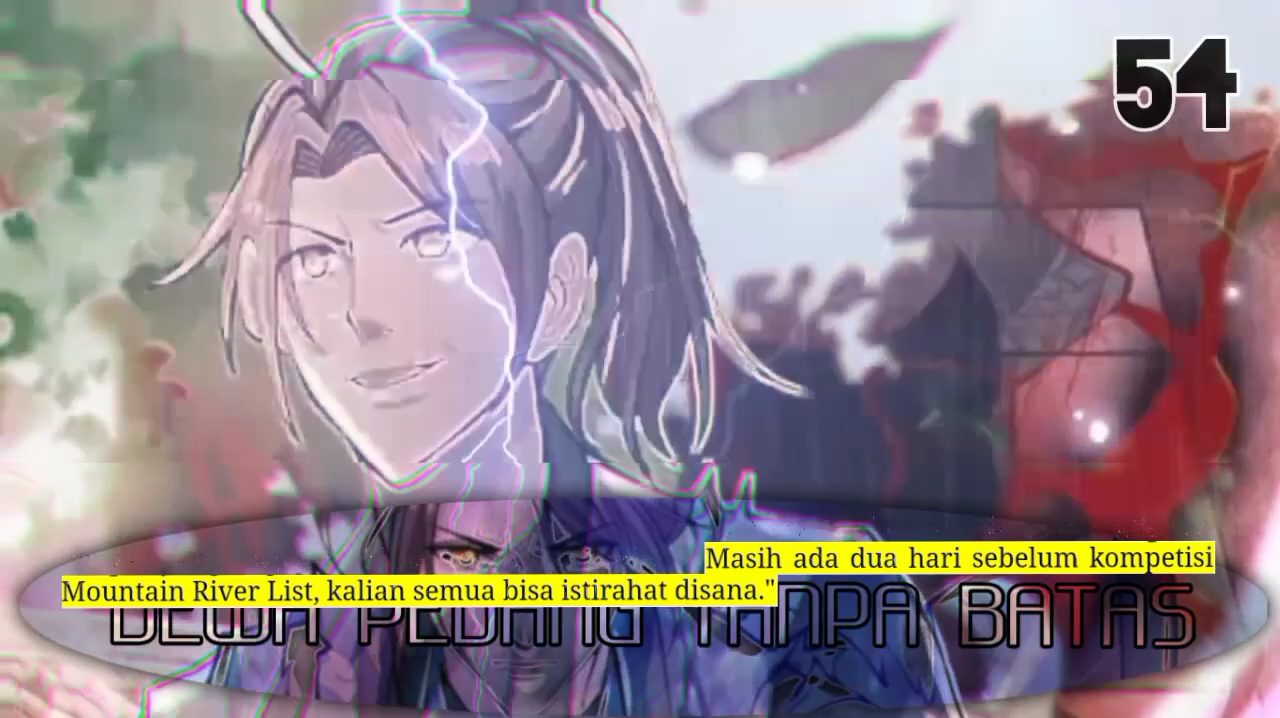 54
Masih ada dua hari sebelum kompetisi
Mountain River List, kalian semua bisa istirahat disana."
DEWA PEDANG TANPA BATAS